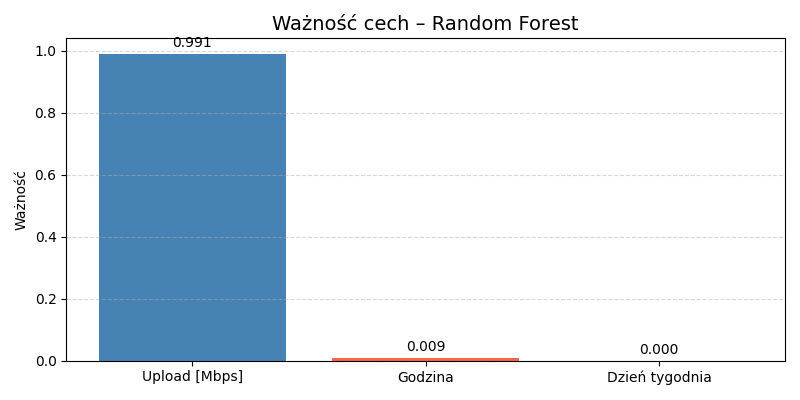 Ważność cech – Random Forest
Ważność
1.0
0.8
0.6
0.4
0.2
0.0
0.991
0.009
0.000
Upload [Mbps]
Godzina
Dzień tygodnia